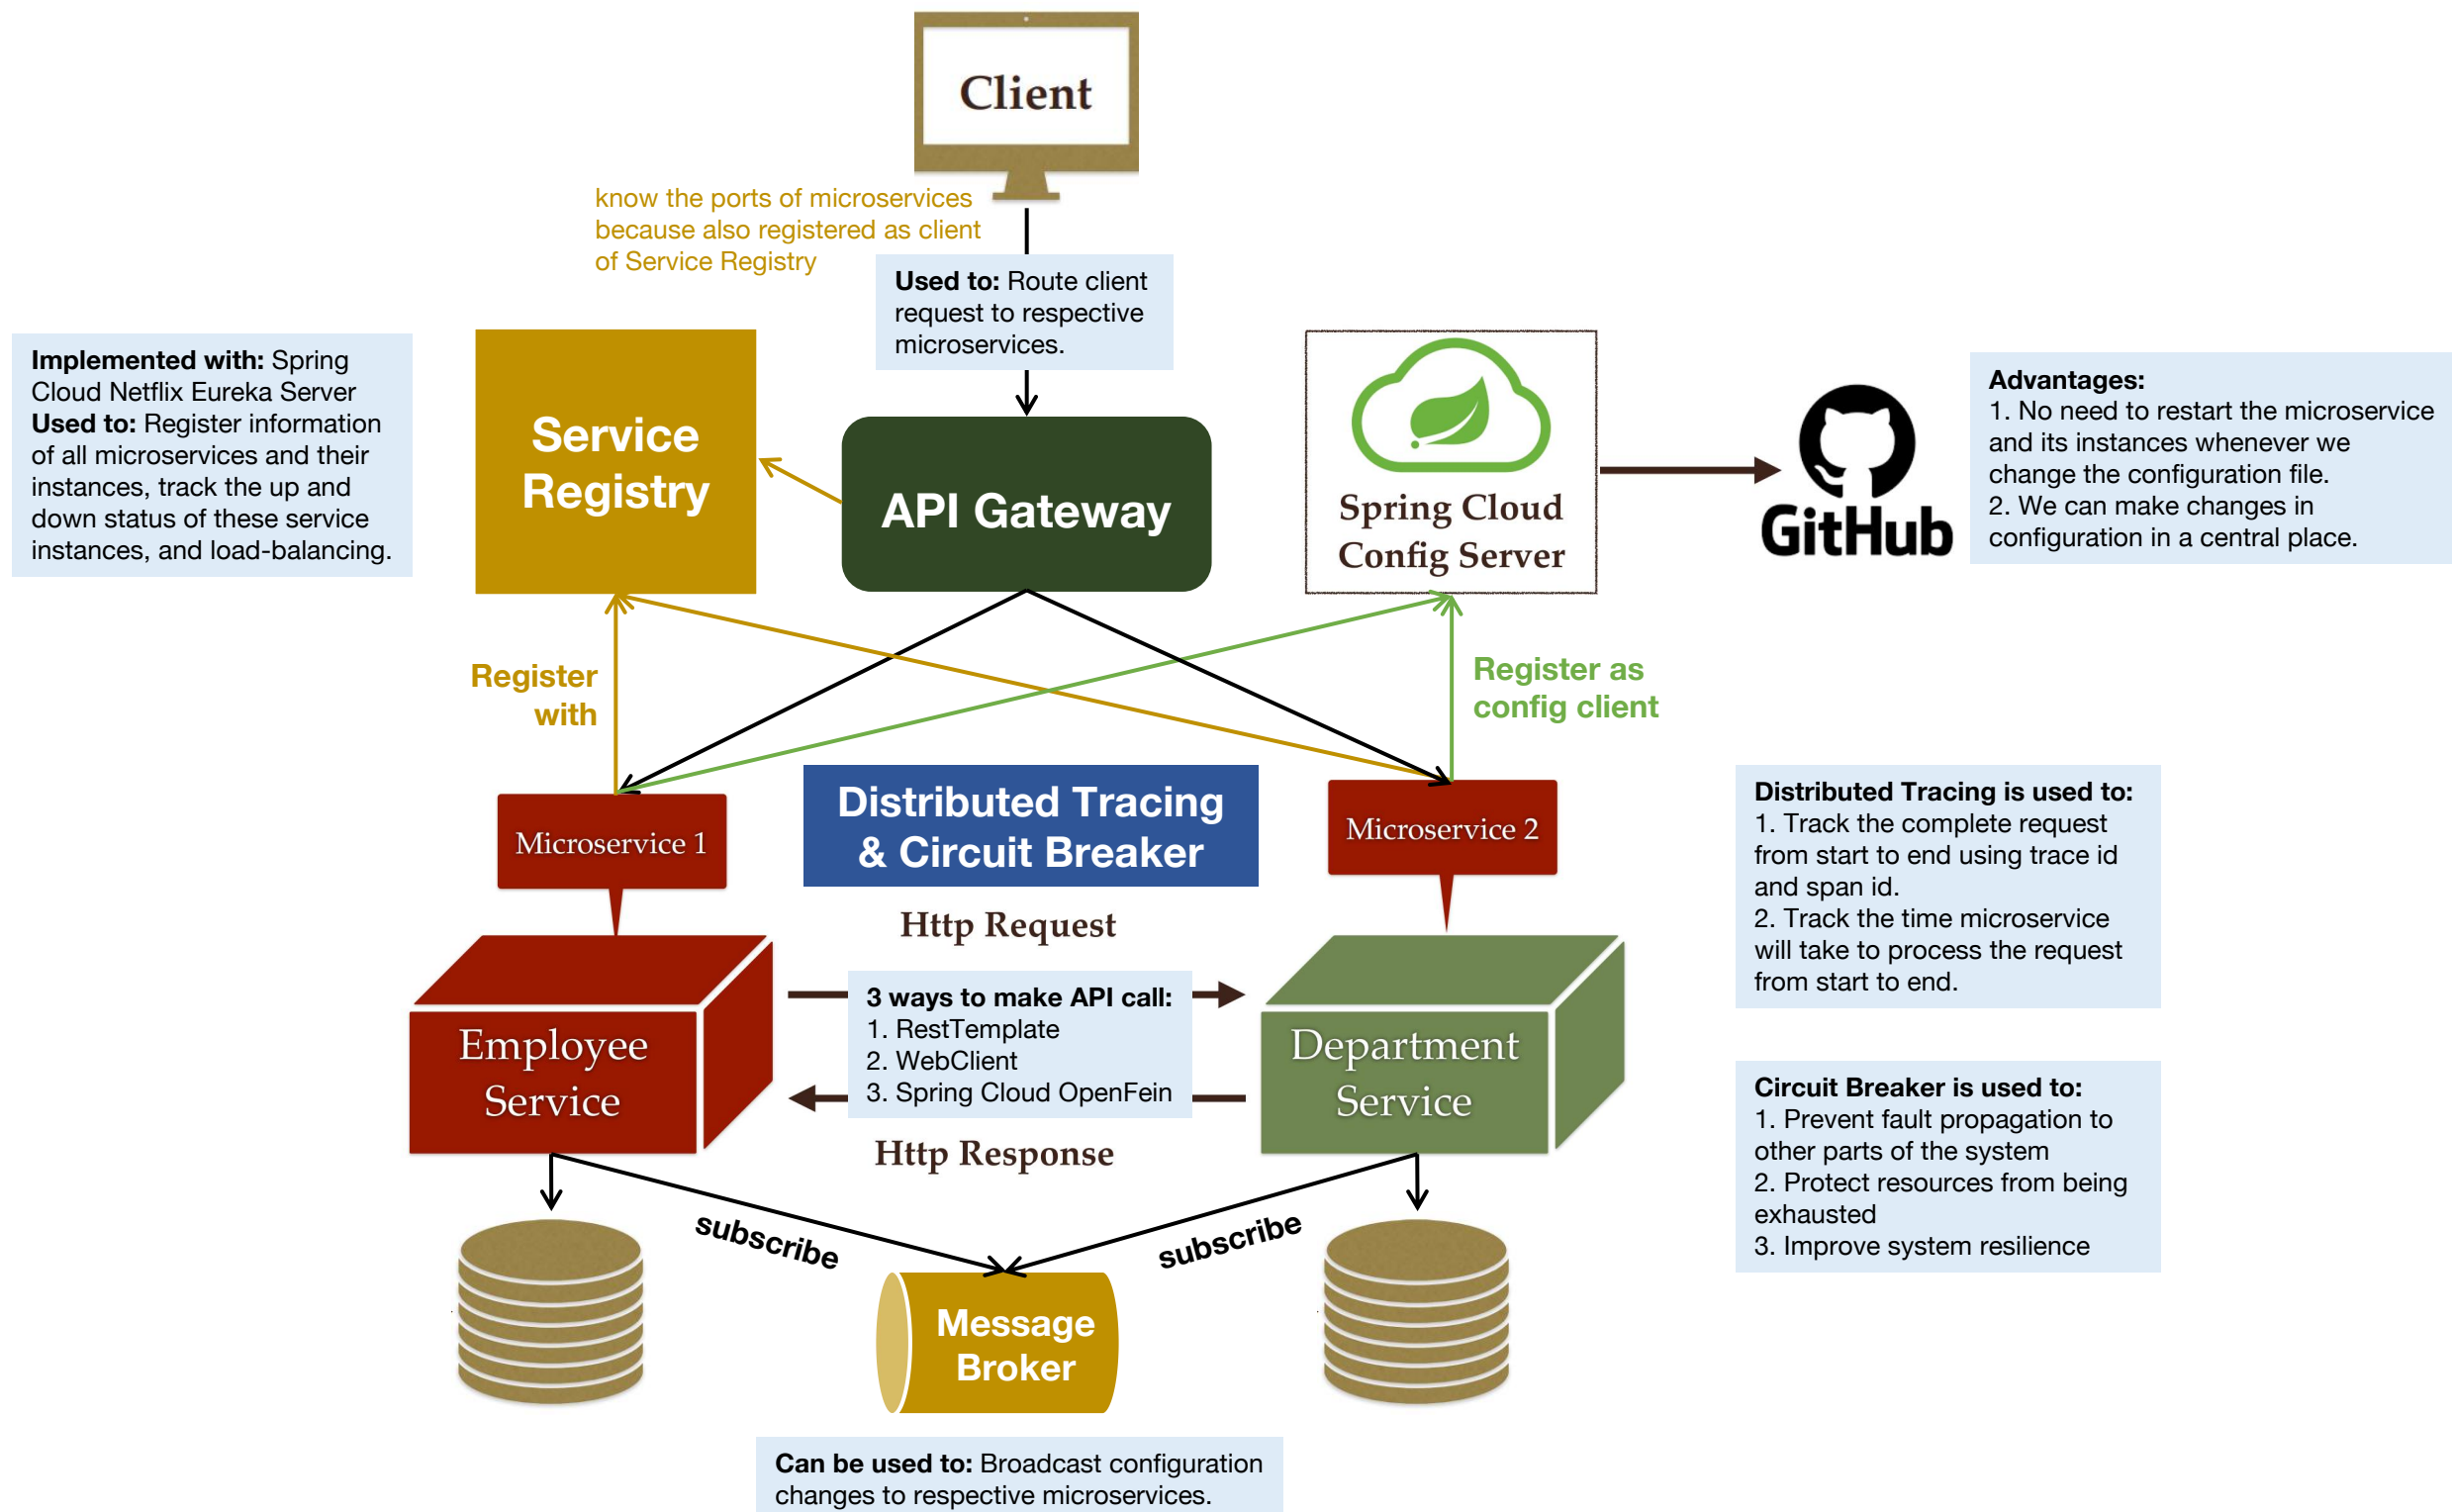 Client
know the ports of microservices
because also registered as client
of Service Registry
Used to: Route client
request to respective
microservices.
Implemented with: Spring
Cloud Netflix Eureka Server
Used to: Register information
of all microservices and their
instances, track the up and
down status of these service
instances, and load-balancing.
Service
Registry
API Gateway
Spring Cloud
Config Server
GitHub
Advantages:
1. No need to restart the microservice
and its instances whenever we
change the configuration file.
2. We can make changes in
configuration in a central place.
Register
with
Register as
config client
Microservice 1
Distributed Tracing
& Circuit Breaker
Microservice 2
Distributed Tracing is used to:
1. Track the complete request
from start to end using trace id
and span id.
2. Track the time microservice
will take to process the request
from start to end.
Http Request
3 ways to make API call:
1. RestTemplate
2. WebClient
3. Spring Cloud OpenFein
Http Response
Employee
Service
Department
Service
Circuit Breaker is used to:
1. Prevent fault propagation to
other parts of the system
2. Protect resources from being
exhausted
3. Improve system resilience
subscribe
subscribe
Message
Broker
Can be used to: Broadcast configuration
changes to respective microservices.